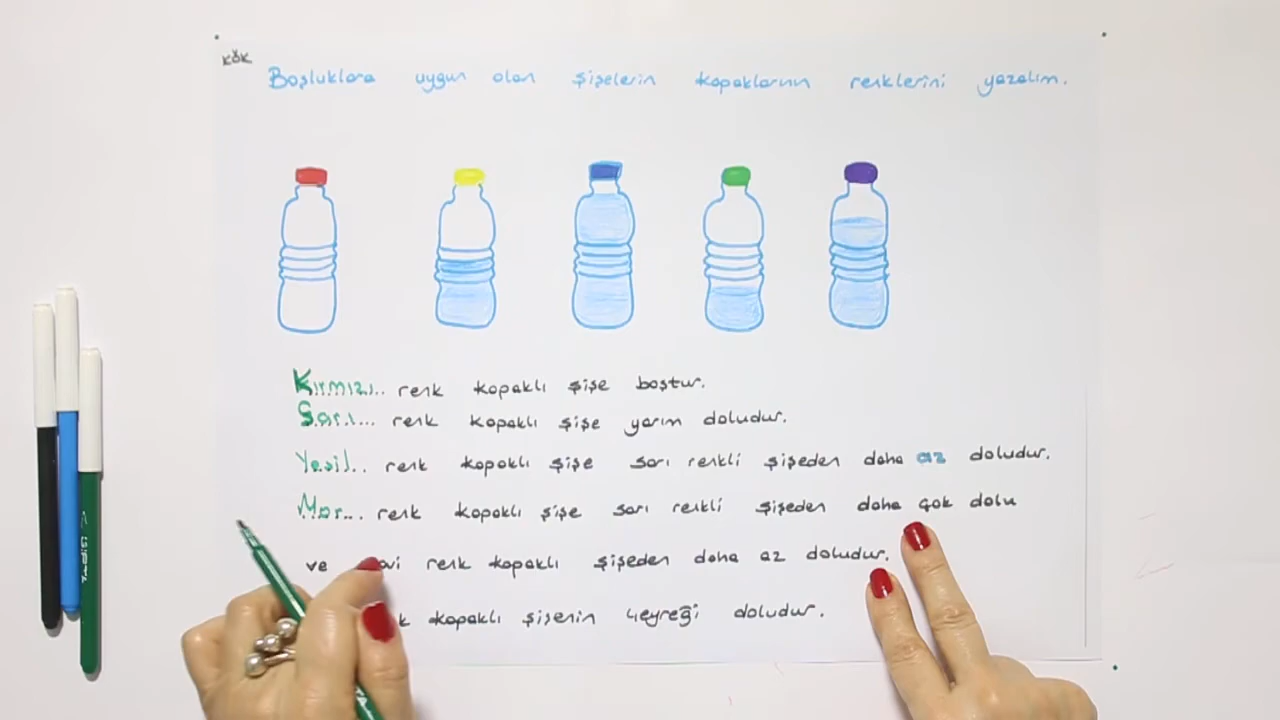 KÖK
Boşluklara uygun olan şişelerin kapaklarının renklerini yazalım.
Kırmızı.. renk kapaklı şişe boştur.
Sarı... renk kapaklı şişe yarım doludur.
Yeşil.. renk kapaklı şişe sarı renkli şişeden daha az doludur.
Mor... renk kapaklı şişe sarı renkli şişeden daha çok dolu
ve renk kapaklı şişeden daha az doludur.
kapaklı şişenin çeyreği doludur.